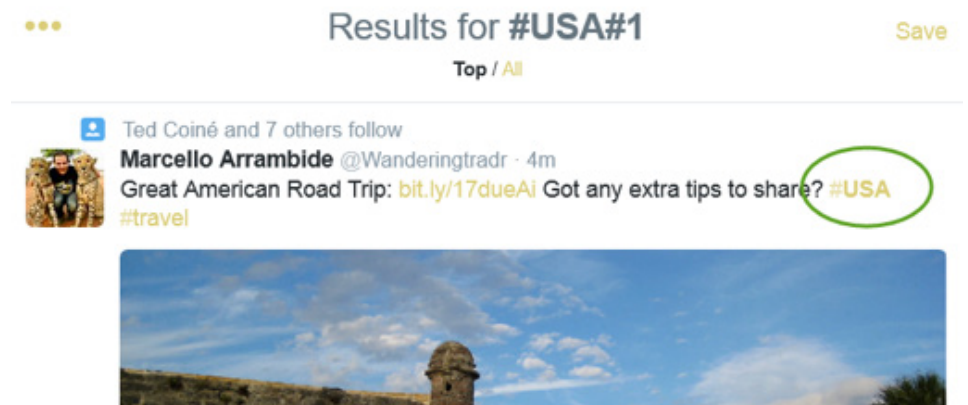 Results for #USA#1
Save
Top / All
Ted Coiné and 7 others follow
Marcello Arrambide @Wanderingtradr · 4m
Great American Road Trip: bit.ly/17dueAi Got any extra tips to share? #USA
#travel